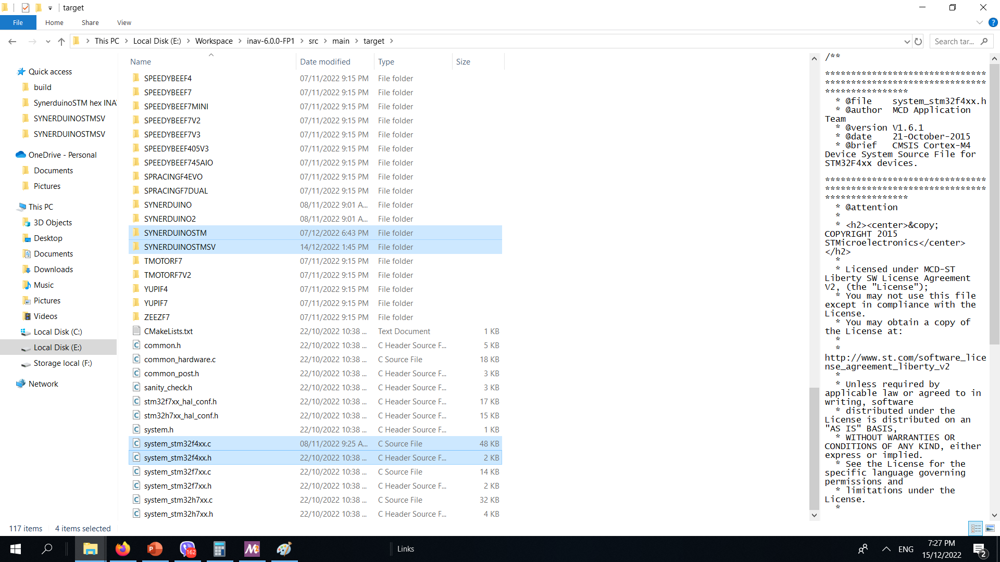 target
File Home Share View
This PC Local Disk (E:) Workspace inav-6.0.0-FP1 src main target
Search tar...
Name Date modified Type Size
Quick access
build
SynerduinoSTM hex INA
SYNERDUINOSTMSV
SYNERDUINOSTMSV
OneDrive - Personal
Documents
Pictures
This PC
3D Objects
Desktop
Documents
Downloads
Music
Pictures
Videos
Local Disk (C:)
Local Disk (E:)
Storage local (F:)
Network
SPEEDYBEEF4 07/11/2022 9:15 PM File folder
SPEEDYBEEF7 07/11/2022 9:15 PM File folder
SPEEDYBEEF7MINI 07/11/2022 9:15 PM File folder
SPEEDYBEEF7V2 07/11/2022 9:15 PM File folder
SPEEDYBEEF7V3 07/11/2022 9:15 PM File folder
SPEEDYBEEF405V3 07/11/2022 9:15 PM File folder
SPEEDYBEEF745AIO 07/11/2022 9:15 PM File folder
SPRACINGF4EVO 07/11/2022 9:15 PM File folder
SPRACINGF7DUAL 07/11/2022 9:15 PM File folder
SYNERDUINO 08/11/2022 9:01 A... File folder
SYNERDUINO2 08/11/2022 9:01 A... File folder
SYNERDUINOSTM 07/12/2022 6:43 PM File folder
SYNERDUINOSTMSV 14/12/2022 1:45 PM File folder
TMOTORF7 07/11/2022 9:15 PM File folder
TMOTORF7V2 07/11/2022 9:15 PM File folder
YUPIF4 07/11/2022 9:15 PM File folder
YUPIF7 07/11/2022 9:15 PM File folder
ZEEZF7 07/11/2022 9:15 PM File folder
CMakeLists.txt 22/10/2022 10:38 ... Text Document 1 KB
common.h 22/10/2022 10:38 ... C Header Source F... 5 KB
common_hardware.c 22/10/2022 10:38 ... C Source File 18 KB
common_post.h 22/10/2022 10:38 ... C Header Source F... 3 KB
sanity_check.h 22/10/2022 10:38 ... C Header Source F... 3 KB
stm32f7xx_hal_conf.h 22/10/2022 10:38 ... C Header Source F... 17 KB
stm32h7xx_hal_conf.h 22/10/2022 10:38 ... C Header Source F... 15 KB
system.h 22/10/2022 10:38 ... C Header Source F... 1 KB
system_stm32f4xx.c 08/11/2022 9:25 A... C Source File 48 KB
system_stm32f4xx.h 22/10/2022 10:38 ... C Header Source F... 2 KB
system_stm32f7xx.c 22/10/2022 10:38 ... C Source File 14 KB
system_stm32f7xx.h 22/10/2022 10:38 ... C Header Source F... 2 KB
system_stm32h7xx.c 22/10/2022 10:38 ... C Source File 32 KB
system_stm32h7xx.h 22/10/2022 10:38 ... C Header Source F... 4 KB
/**
*******************************
*******************************
****************
* @file system_stm32f4xx.h
* @author MCD Application
Team
* @version V1.6.1
* @date 21-October-2015
* @brief CMSIS Cortex-M4
Device System Source File for
STM32F4xx devices.
*******************************
*******************************
****************
* @attention
*
* <h2><center>&copy;
COPYRIGHT 2015
STMicroelectronics</center>
</h2>
*
* Licensed under MCD-ST
Liberty SW License Agreement
V2, (the "License");
* You may not use this file
except in compliance with the
License.
* You may obtain a copy of
the License at:
*
*
http://www.st.com/software_lice
nse_agreement_liberty_v2
*
* Unless required by
applicable law or agreed to in
writing, software
* distributed under the
License is distributed on an
"AS IS" BASIS,
* WITHOUT WARRANTIES OR
CONDITIONS OF ANY KIND, either
express or implied.
* See the License for the
specific language governing
permissions and
* limitations under the
License.
*
117 items 4 items selected
162
Links
ENG
7:27 PM
15/12/2022
2